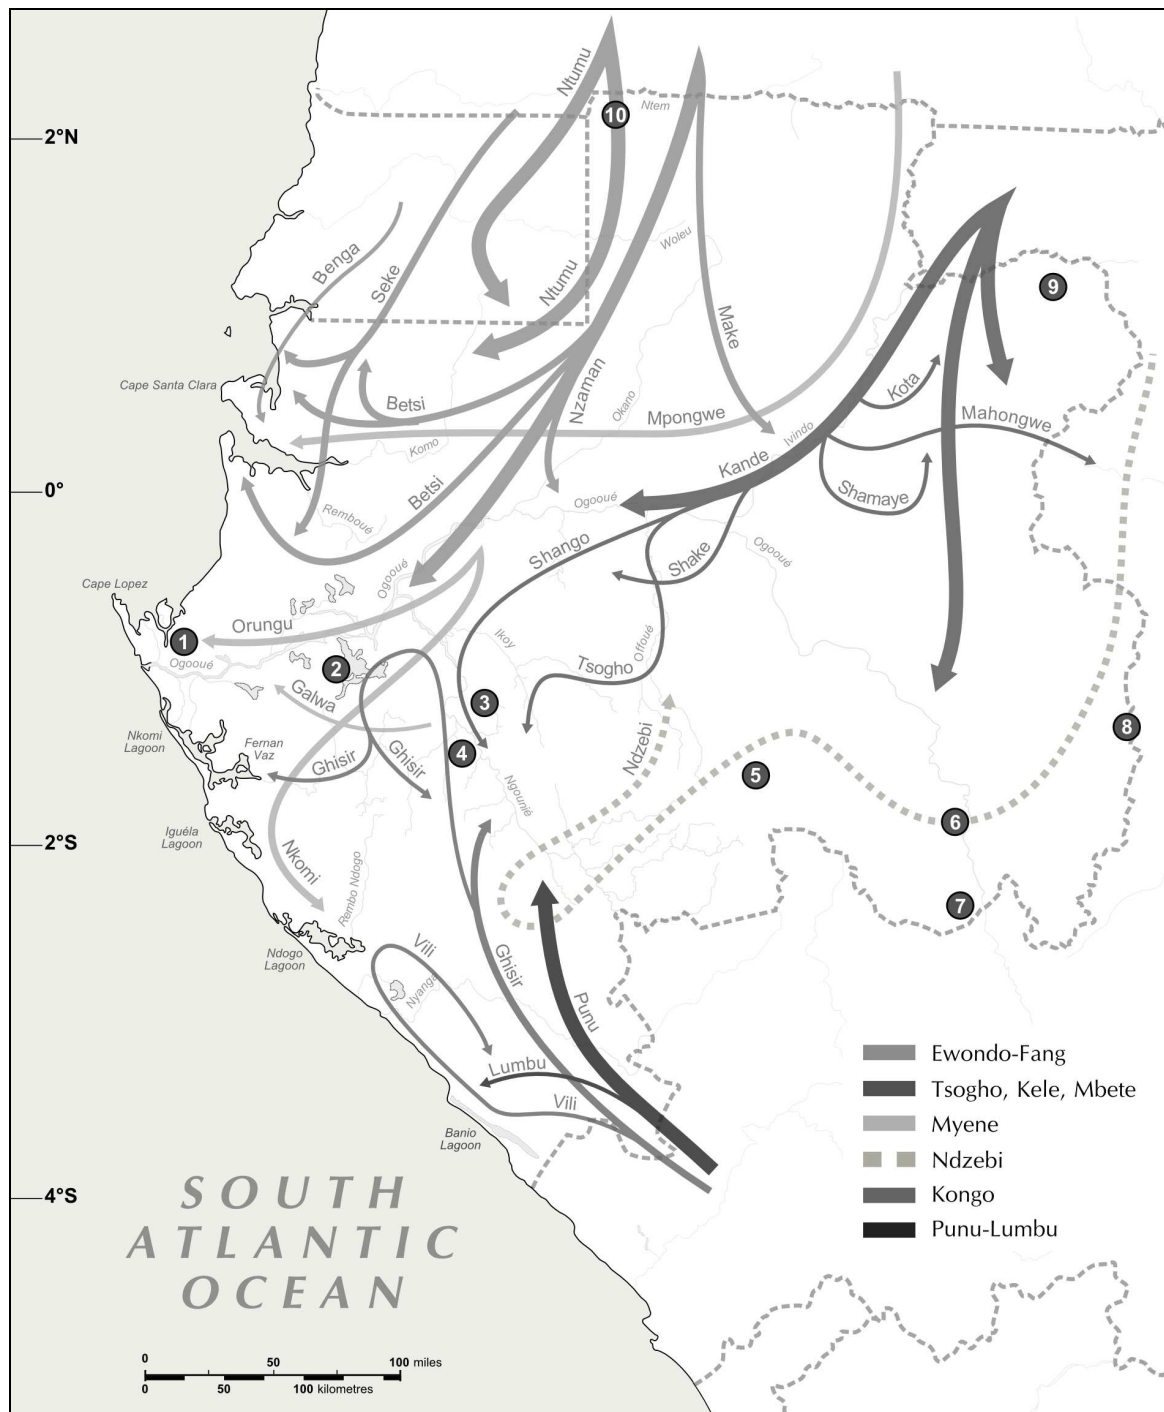 Ntumu
10
Ntem
2°N
Benga
Seke
Ntumu
Woleu
9
Make
Nzaman
Cape Santa Clara
Betsi
Okano
Mpongwe
Kota
Mahongwe
Komo
Ivindo
Kande
Shamaye
0°
Betsi
Ogooué
Remboué
Shango
Shake
Ogooué
Ogooué
Cape Lopez
Orungu
1
Ikoy
Offoué
Ogooué
2
Tsogho
Galwa
3
8
Nkomi
Lagoon
Fernan
Vaz
Ghisir
Ghisir
4
Ndzebi
5
Ngounié
6
Iguéla
Lagoon
2°S
Nkomi
Rembo Ndogo
7
Ndogo
Lagoon
Vili
Nyanga
Ghisir
Punu
Lumbu
Vili
Banio
Lagoon
Ewondo-Fang
Tsogho, Kele, Mbete
Myene
Ndzebi
Kongo
Punu-Lumbu
4°S
SOUTH
ATLANTIC
OCEAN
0 50 100 miles
0 50 100 kilometres